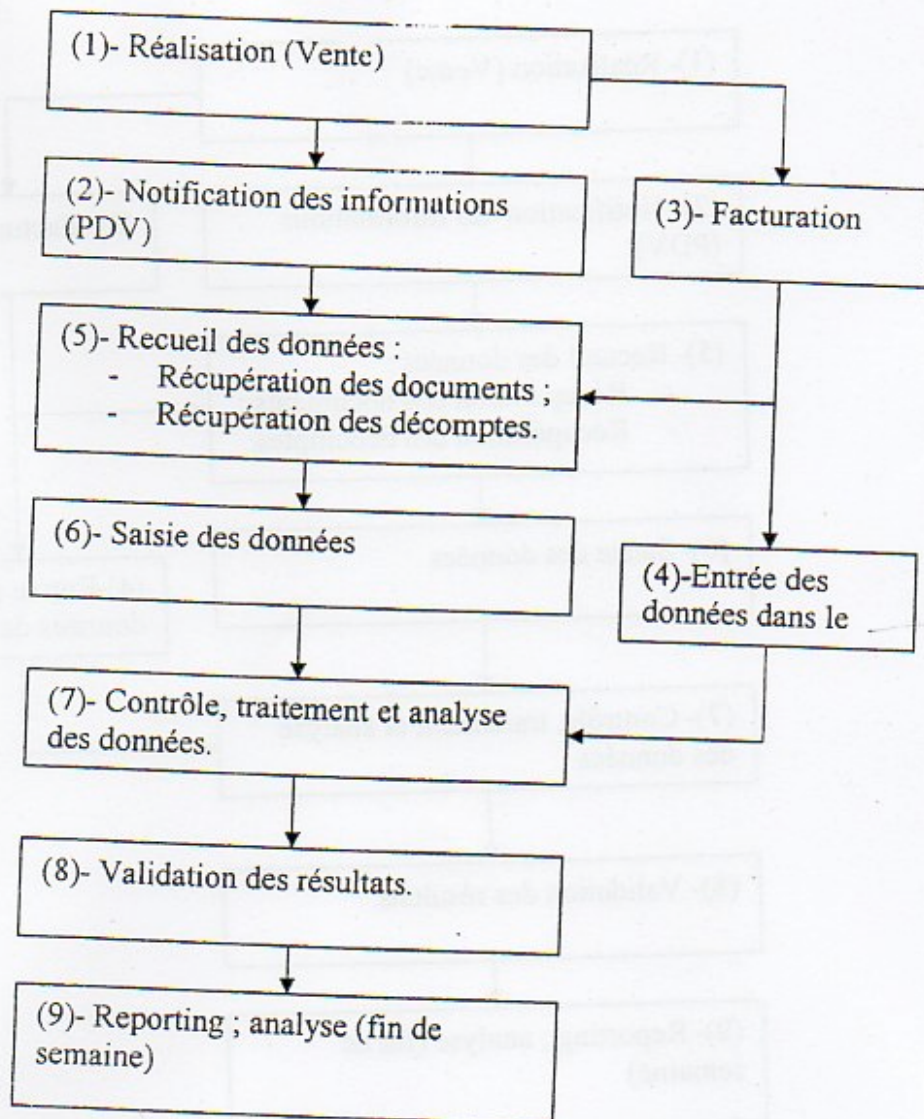 (1)- Réalisation (Vente)
(2)- Notification des informations
(PDV)
(3)- Facturation
(5)- Recueil des données :
- Récupération des documents ;
- Récupération des décomptes.
(6)- Saisie des données
(4)-Entrée des
données dans le
(7)- Contrôle, traitement et analyse
des données.
(8)- Validation des résultats.
(9)- Reporting ; analyse (fin de
semaine)